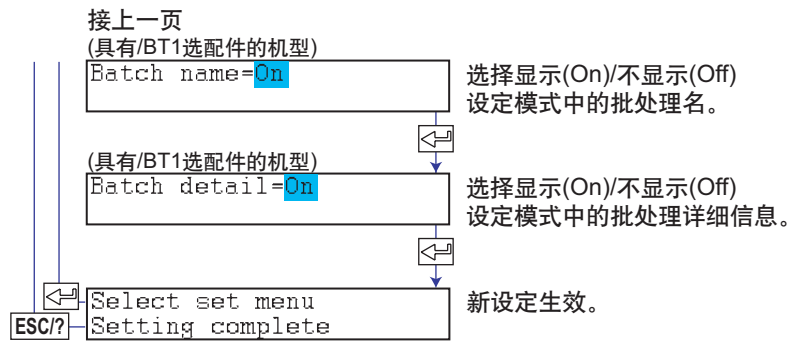 接上一页
(具有/BT1选配件的机型)
Batch name=On
选择显示(On)/不显示(Off)
设定模式中的批处理名。
(具有/BT1选配件的机型)
Batch detail=On
选择显示(On)/不显示(Off)
设定模式中的批处理详细信息。
Select set menu
新设定生效。
ESC/?
Setting complete